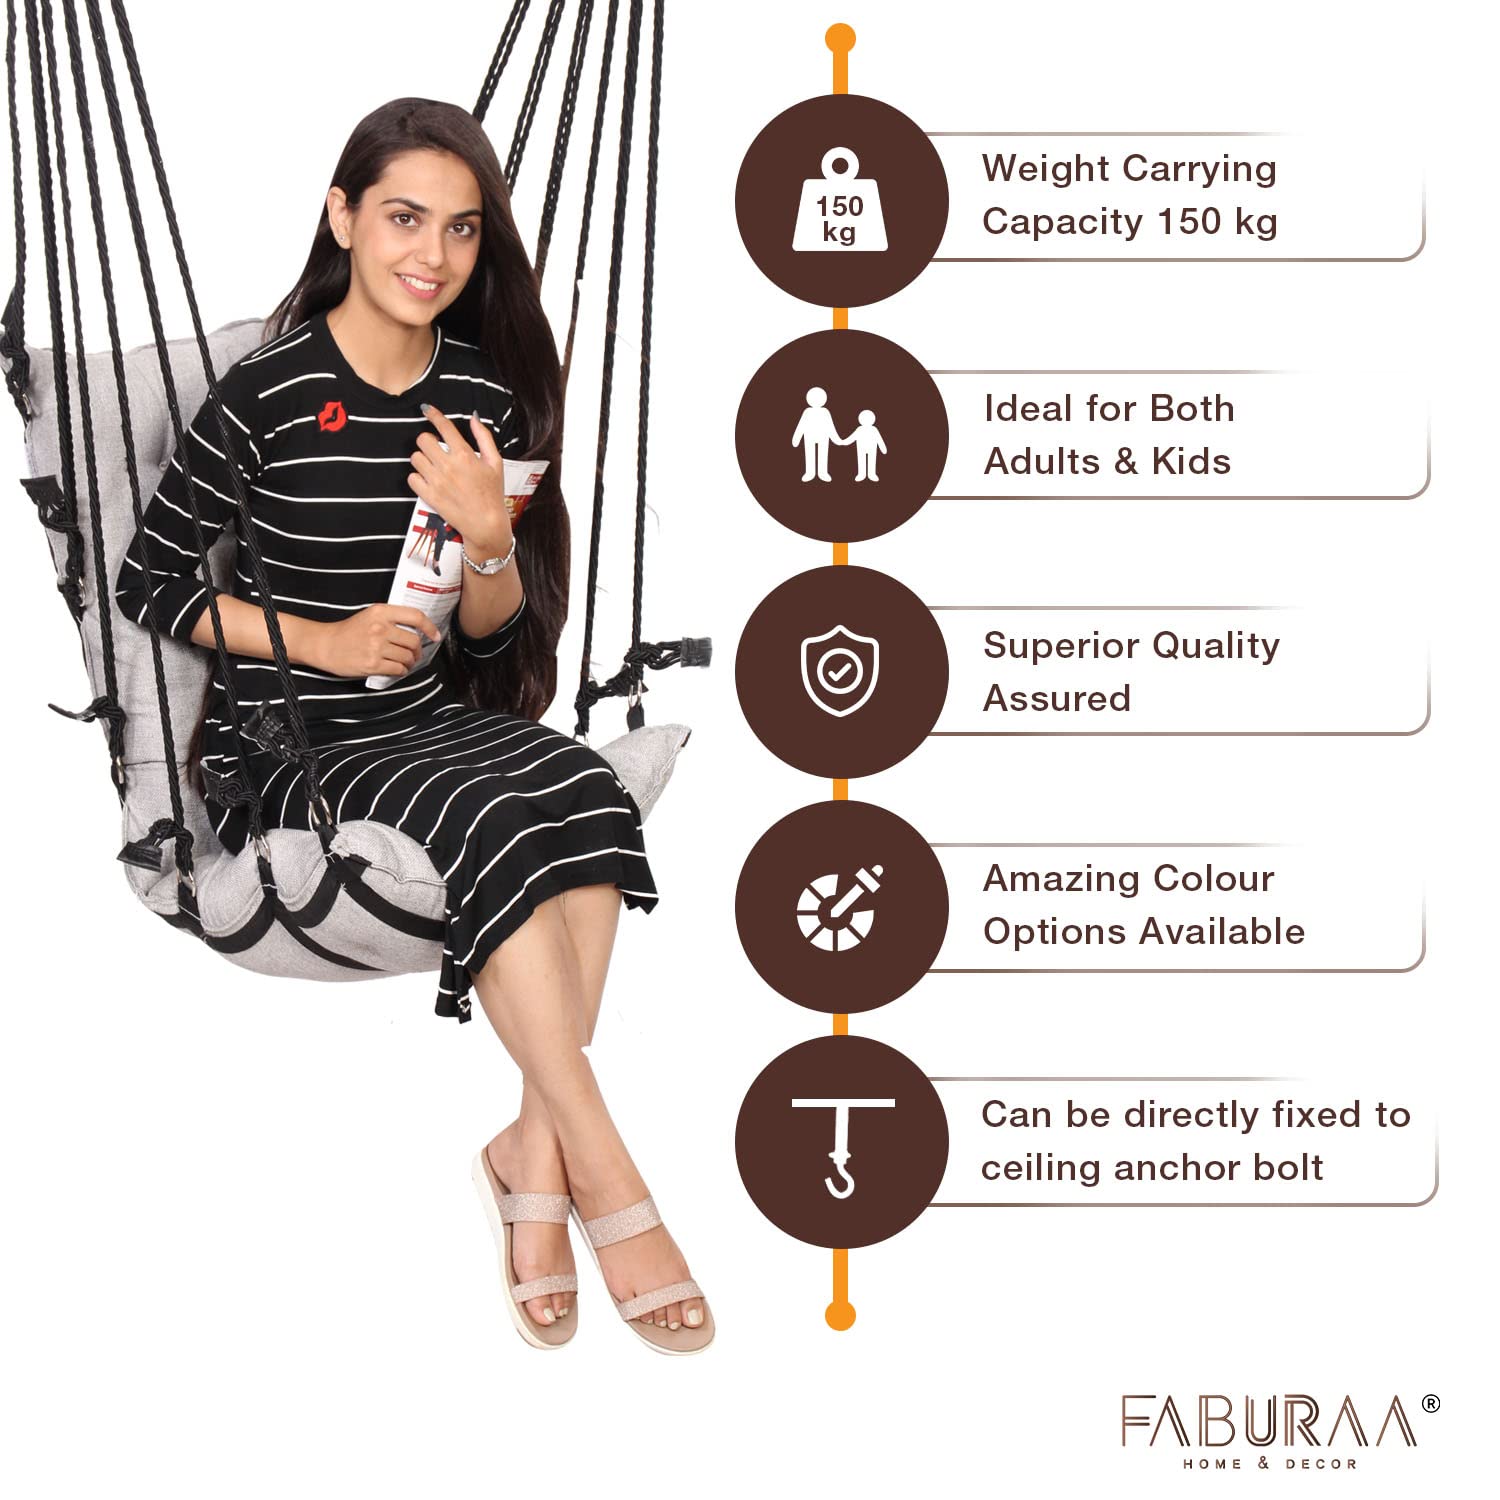 150
kg
Weight Carrying
Capacity 150 kg
Ideal for Both
Adults & Kids
Superior Quality
Assured
Amazing Colour
Options Available
Can be directly fixed to
ceiling anchor bolt
FABURAA®
HOME & DECOR